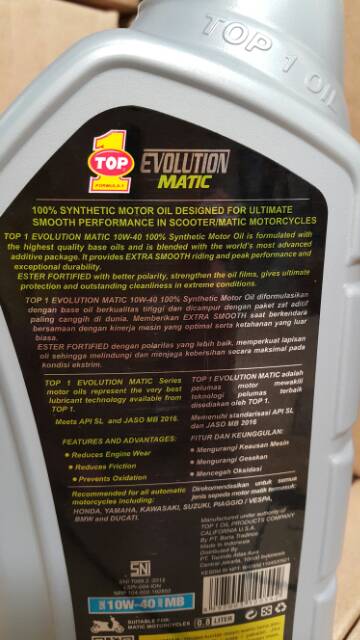 TOP 1 OIL
1
TOP
FORMULA-1
EVOLUTION
MATIC
100% SYNTHETIC MOTOR OIL DESIGNED FOR ULTIMATE
SMOOTH PERFORMANCE IN SCOOTER/MATIC MOTORCYCLES
TOP 1 EVOLUTION MATIC 10W-40 100% Synthetic Motor Oil is formulated with
the highest quality base oils and is blended with the world's most advanced
additive package. It provides EXTRA SMOOTH riding and peak performance and
exceptional durability.
ESTER FORTIFIED with better polarity, strengthen the oil films, gives ultimate
protection and outstanding cleanliness in extreme conditions.
TOP 1 EVOLUTION MATIC 10W-40 100% Synthetic Motor Oil diformulasikan
dengan base oil berkualitas tinggi dan dicampur dengan paket zat aditif
paling canggih di dunia. Memberikan EXTRA SMOOTH saat berkendara
bersamaan dengan kinerja mesin yang optimal serta ketahanan yang luar
biasa.
ESTER FORTIFIED dengan polaritas yang lebih baik, memperkuat lapisan
oli sehingga melindungi dan menjaga kebersihan secara maksimal pada
kondisi ekstrim.
TOP 1 EVOLUTION MATIC Series
motor oils represent the very best
lubricant technology available from
TOP 1.
Meets API SL and JASO MB 2016.
FEATURES AND ADVANTAGES:
• Reduces Engine Wear
• Reduces Friction
• Prevents Oxidation
TOP 1 EVOLUTION MATIC adalah
pelumas motor mewakili
teknologi pelumas terbaik
disediakan oleh TOP 1.
Memenuhi standarisasi API SL
dan JASO MB 2016
FITUR DAN KEUNGGULAN:
• Mengurangi Keausan Mesin
• Mengurangi Gesekan
• Mencegah Oksidasi
Recommended for all automatic
motorcycles including:
Direkomendasikan untuk semua
jenis sepeda motor matik termasuk:
HONDA, YAMAHA, KAWASAKI, SUZUKI, PIAGGIO / VESPA,
BMW and DUCATI.
SNI
Manufactured under authority of
TOP 1 OIL PRODUCTS COMPANY
CALIFORNIA U.S.A.
Made in Indonesia
Distributed by
Central Jakarta,
10W-40
MB
0.8 LITER
SUITABLE FOR
MATIC MOTORCYCLES